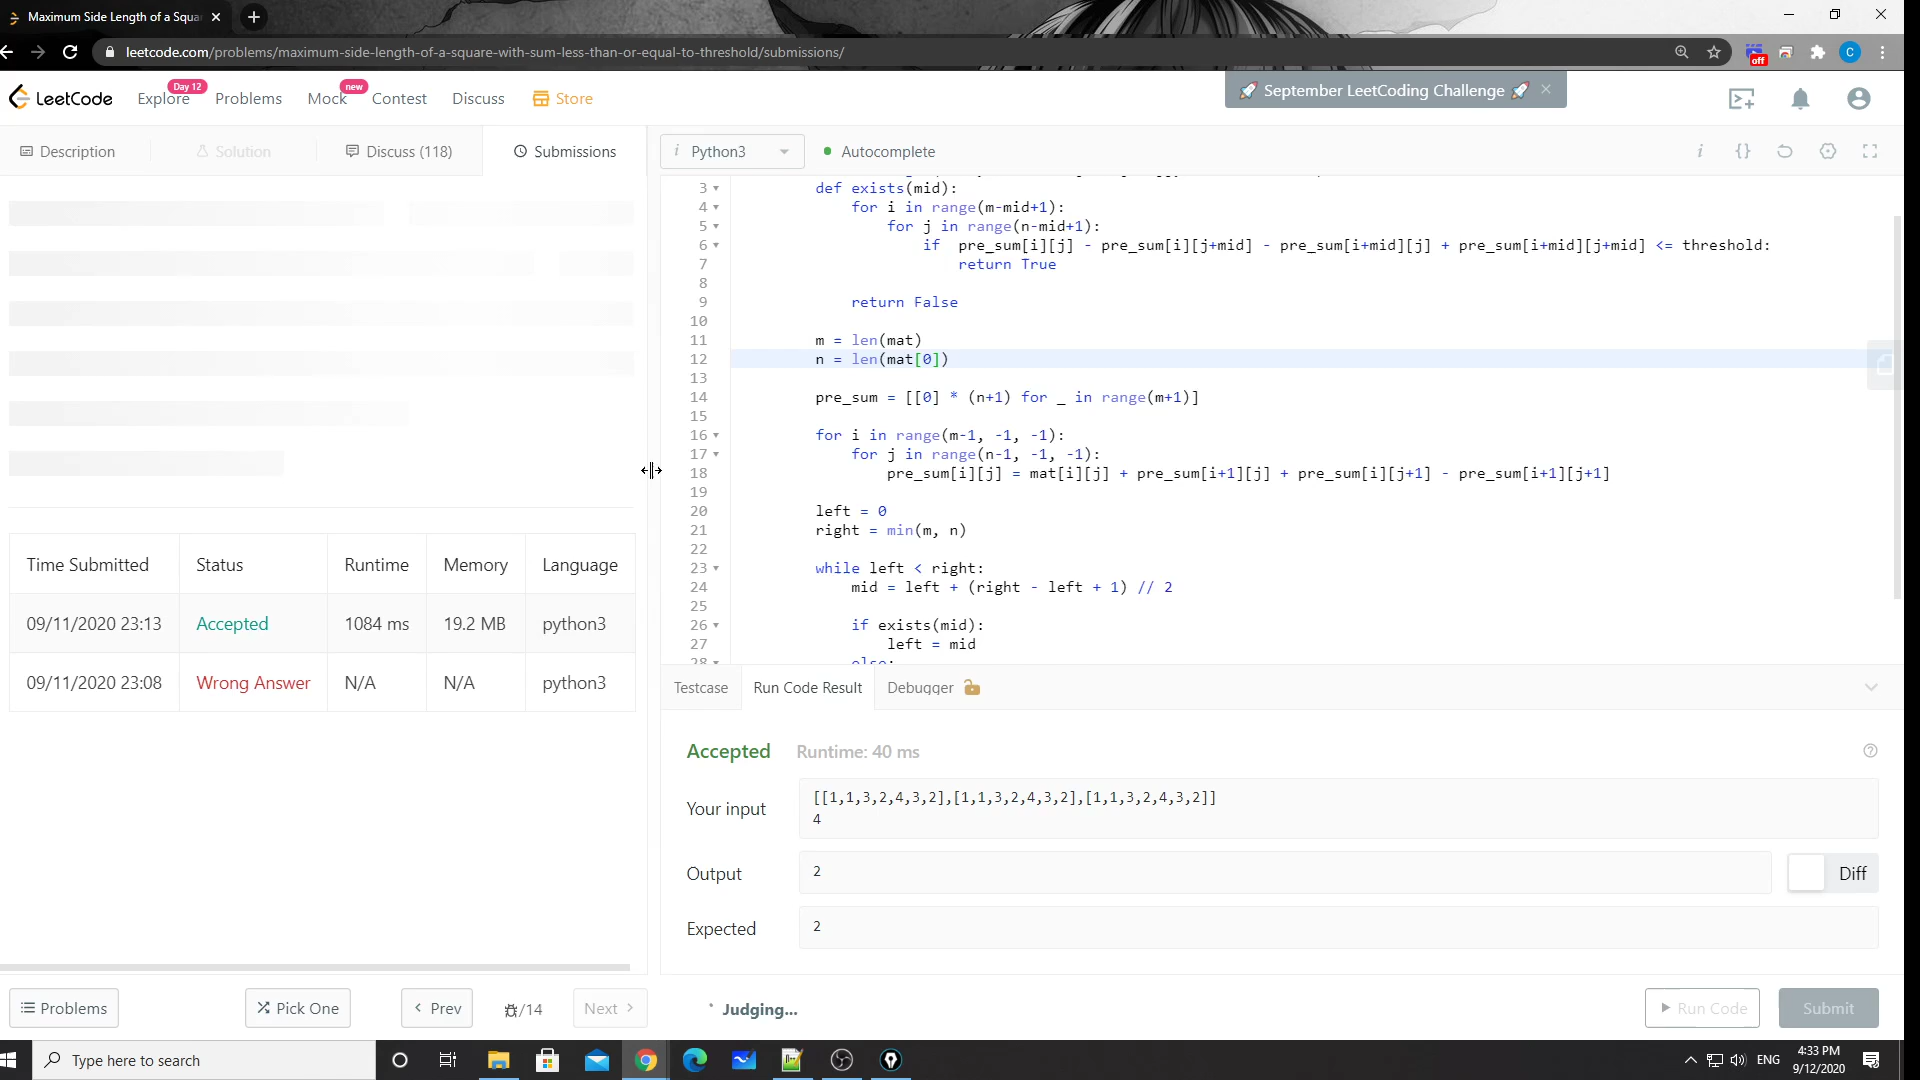 Maximum Side Length of a Squa
leetcode.com/problems/maximum-side-length-of-a-square-with-sum-less-than-or-equal-to-threshold/submissions/
off
C
LeetCode
Explore
Day 12
Problems
Mock
new
Contest
Discuss
Store
🚀 September LeetCoding Challenge 🚀
Description
Solution
Discuss (118)
Submissions
i Python3
Autocomplete
3 def exists(mid):
4 for i in range(m-mid+1):
5 for j in range(n-mid+1):
6 if pre_sum[i][j] - pre_sum[i][j+mid] - pre_sum[i+mid][j] + pre_sum[i+mid][j+mid] <= threshold:
7 return True
8
9 return False
10
11 m = len(mat)
12 n = len(mat[0])
13
14 pre_sum = [[0] * (n+1) for _ in range(m+1)]
15
16 for i in range(m-1, -1, -1):
17 for j in range(n-1, -1, -1):
18 pre_sum[i][j] = mat[i][j] + pre_sum[i+1][j] + pre_sum[i][j+1] - pre_sum[i+1][j+1]
19
20 left = 0
21 right = min(m, n)
22
23 while left < right:
24 mid = left + (right - left + 1) // 2
25
26 if exists(mid):
27 left = mid
28 else:
Time Submitted Status Runtime Memory Language
09/11/2020 23:13 Accepted 1084 ms 19.2 MB python3
09/11/2020 23:08 Wrong Answer N/A N/A python3
Testcase
Run Code Result
Debugger
Accepted Runtime: 40 ms
Your input
[[1,1,3,2,4,3,2],[1,1,3,2,4,3,2],[1,1,3,2,4,3,2]]
4
Output
2
Diff
Expected
2
Problems
Pick One
Prev
/14
Next
Judging...
Run Code
Submit
Type here to search
ENG
4:33 PM
9/12/2020